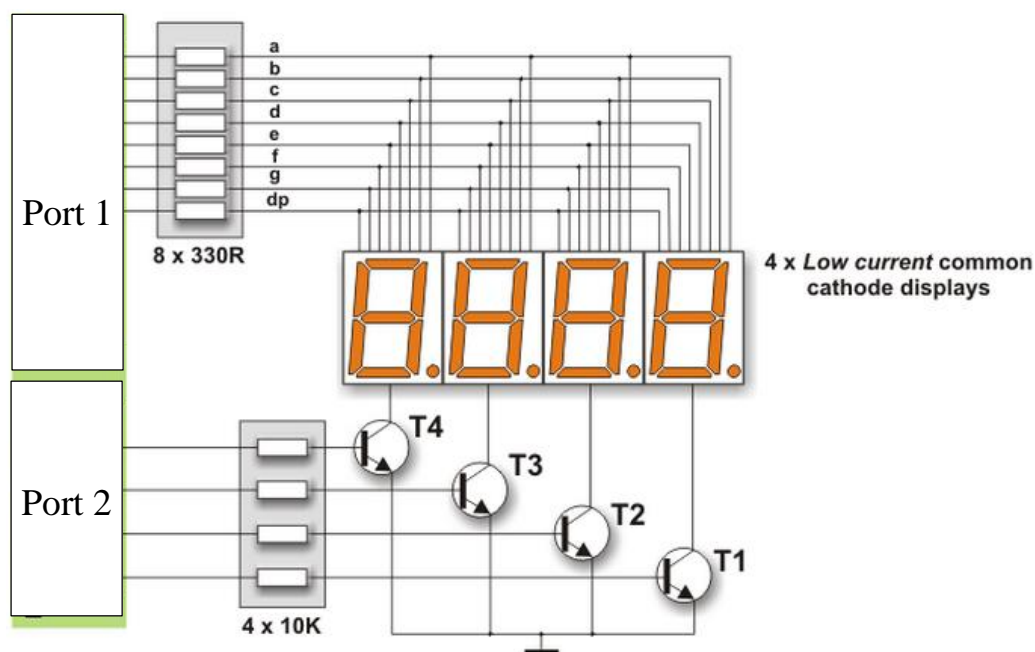 Port 1
a
b
c
d
e
f
g
dp
8 x 330R
4 x Low current common
cathode displays
Port 2
T4
T3
T2
T1
4 x 10K